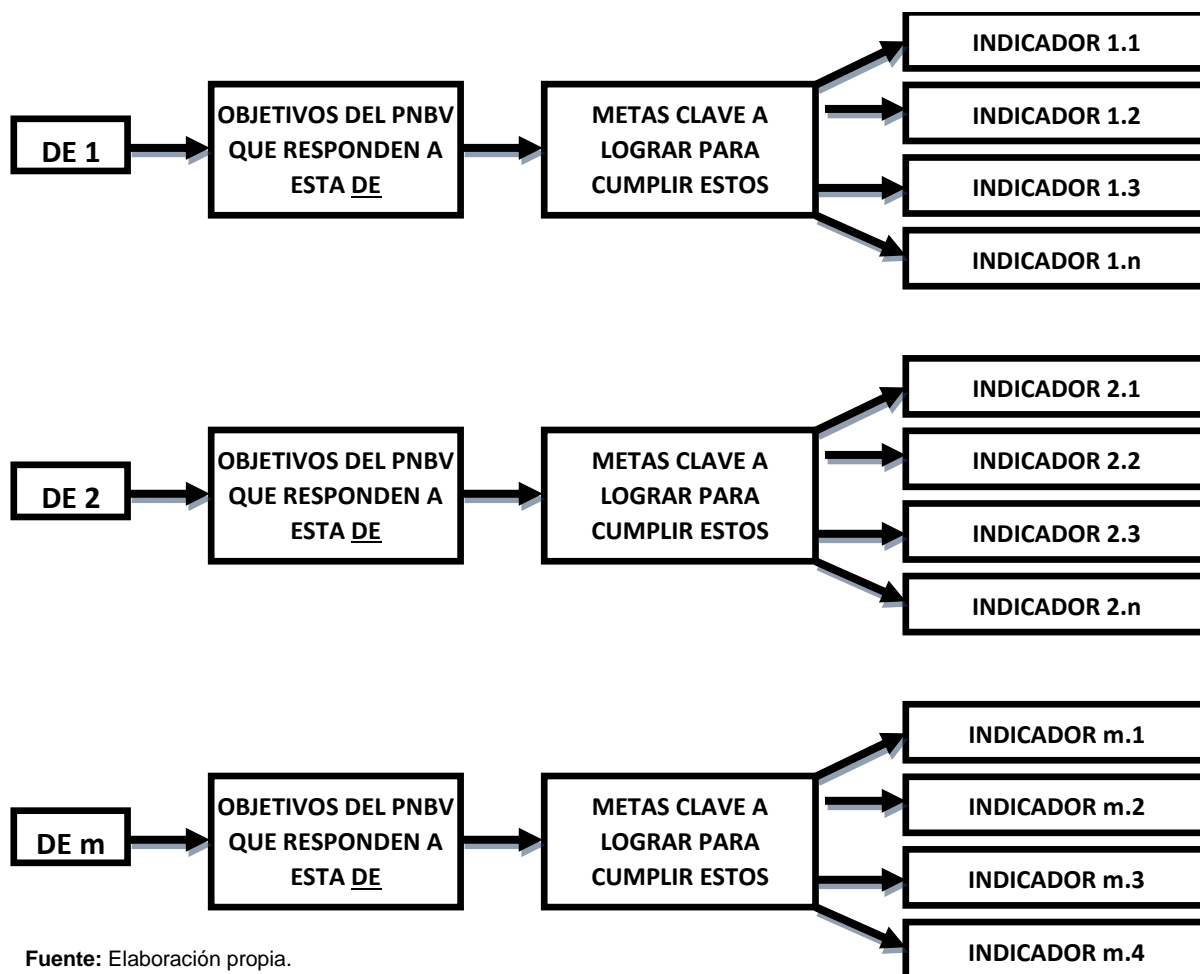 DE 1
OBJETIVOS DEL PNBV
QUE RESPONDEN A
ESTA DE
METAS CLAVE A
LOGRAR PARA
CUMPLIR ESTOS
INDICADOR 1.1
INDICADOR 1.2
INDICADOR 1.3
INDICADOR 1.n
DE 2
OBJETIVOS DEL PNBV
QUE RESPONDEN A
ESTA DE
METAS CLAVE A
LOGRAR PARA
CUMPLIR ESTOS
INDICADOR 2.1
INDICADOR 2.2
INDICADOR 2.3
INDICADOR 2.n
DE m
OBJETIVOS DEL PNBV
QUE RESPONDEN A
ESTA DE
METAS CLAVE A
LOGRAR PARA
CUMPLIR ESTOS
INDICADOR m.1
INDICADOR m.2
INDICADOR m.3
INDICADOR m.4
Fuente: Elaboración propia.